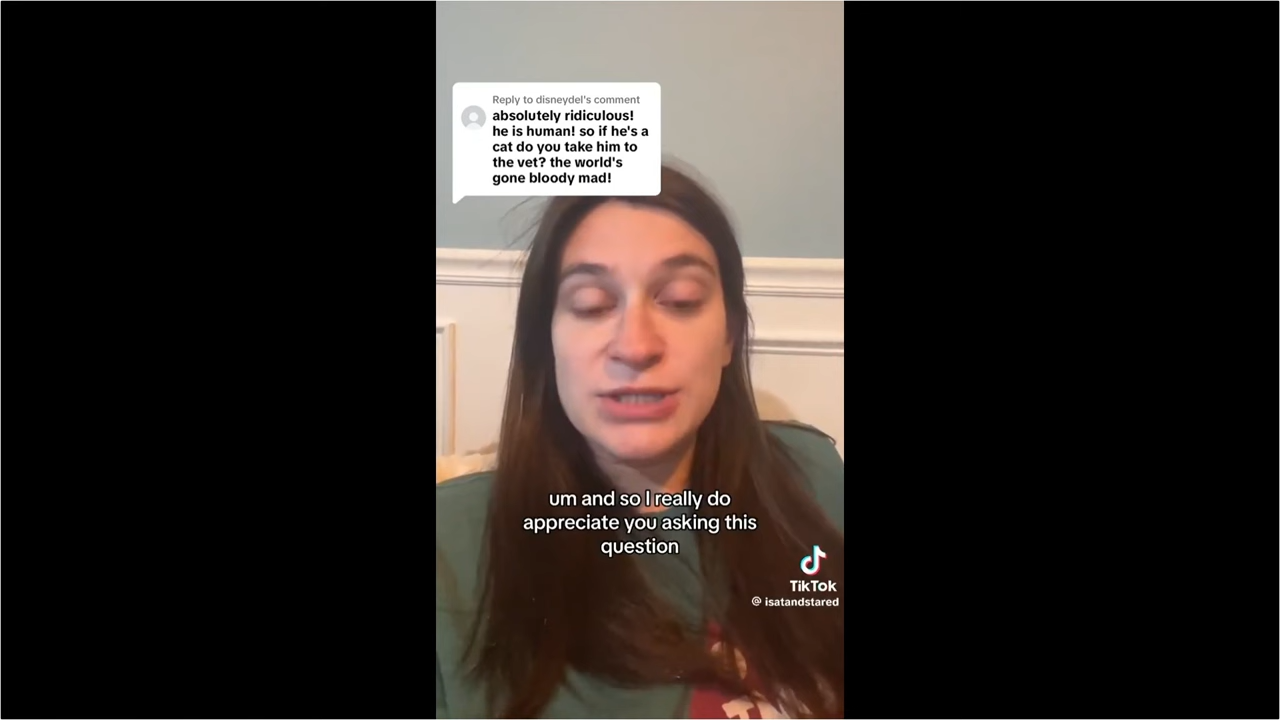 Reply to disneydel's comment
absolutely ridiculous!
he is human! so if he's a
cat do you take him to
the vet? the world's
gone bloody mad!
um and so I really do
appreciate you asking this
question
TikTok
@ isatandstared